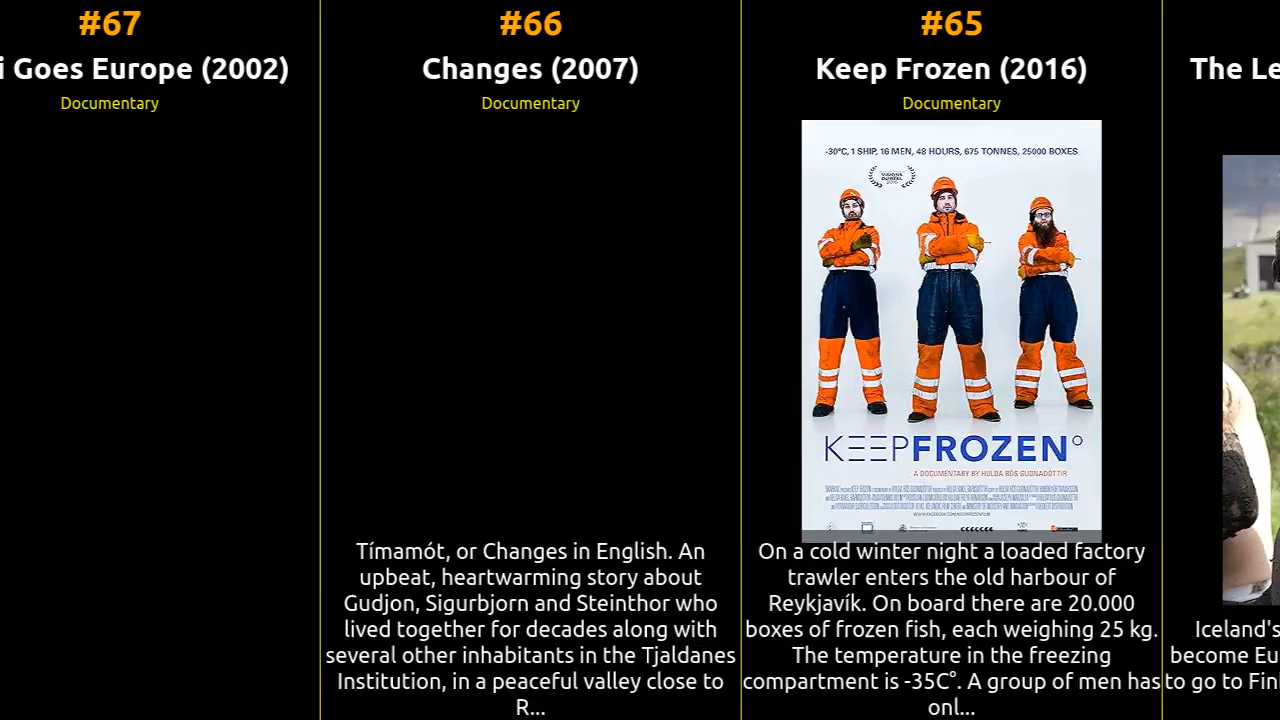 #67
i Goes Europe (2002)
Documentary
#66
Changes (2007)
Documentary
Tímamót, or Changes in English. An
upbeat, heartwarming story about
Gudjon, Sigurbjorn and Steinthor who
lived together for decades along with
several other inhabitants in the Tjaldanes
Institution, in a peaceful valley close to
R...
#65
Keep Frozen (2016)
Documentary
-30°C, 1 SHIP, 16 MEN, 48 HOURS, 675 TONNES, 25000 BOXES
KEEPFROZEN°
A DOCUMENTARY BY HULDA RÓS GUÐNADÓTTIR
On a cold winter night a loaded factory
trawler enters the old harbour of
Reykjavík. On board there are 20.000
boxes of frozen fish, each weighing 25 kg.
The temperature in the freezing
compartment is -35C°. A group of men has
onl...
The Le
Iceland's
become Eu
to go to Fin